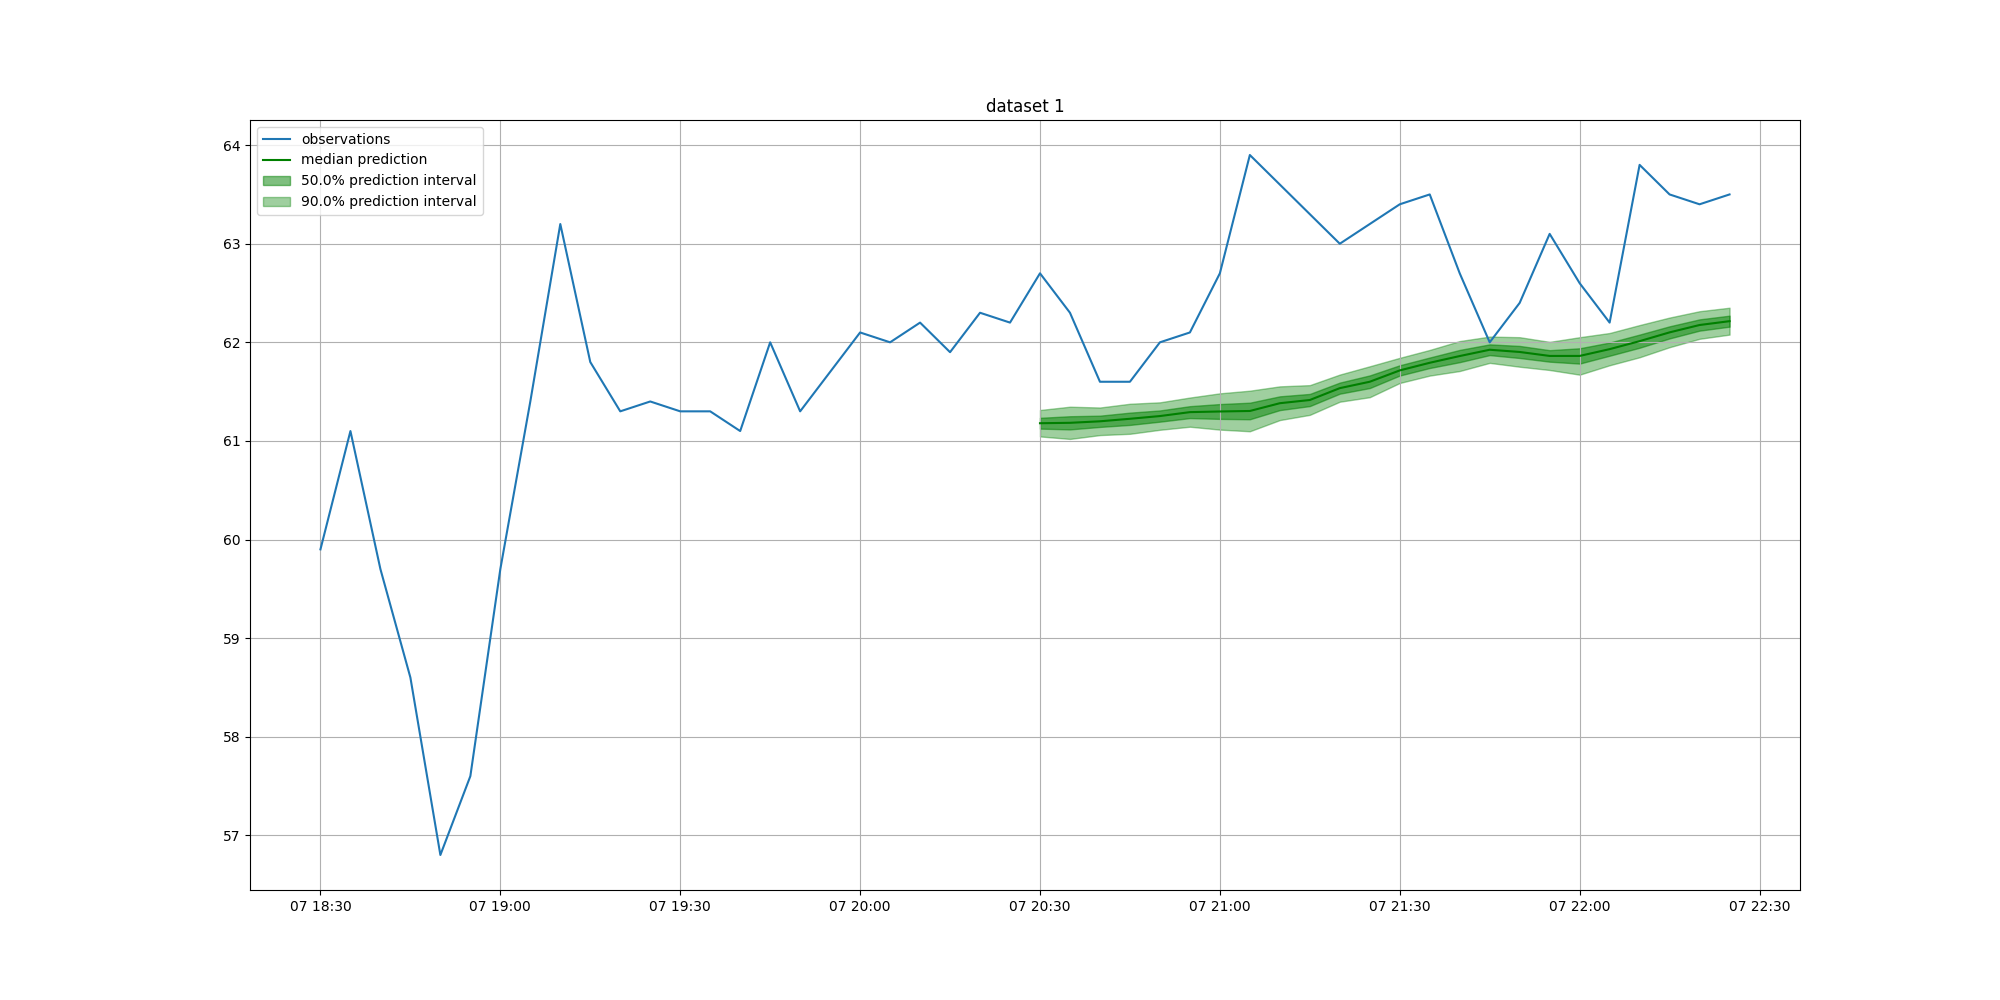 dataset 1
observations
median prediction
50.0% prediction interval
90.0% prediction interval
64
63
62
61
60
59
58
57
07 18:30 07 19:00 07 19:30 07 20:00 07 20:30 07 21:00 07 21:30 07 22:00 07 22:30